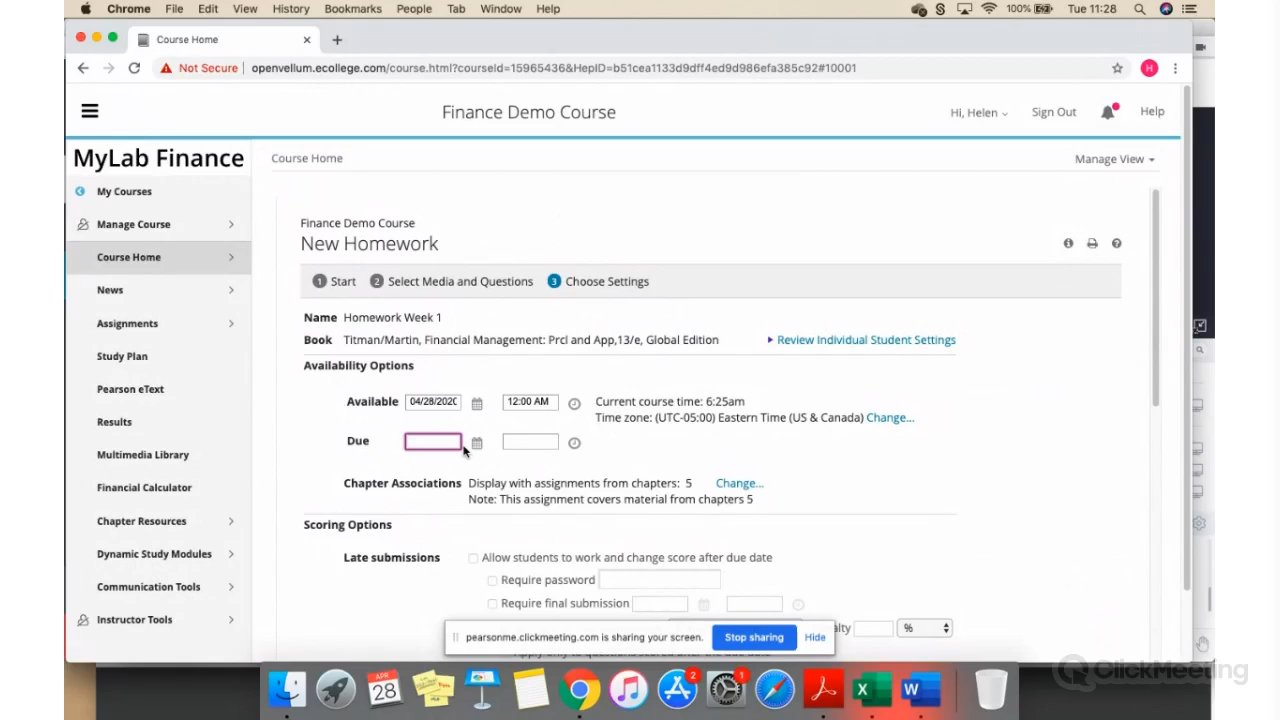 Chrome File Edit View History Bookmarks People Tab Window Help 100% Tue 11:28
Course Home
Not Secure openvellum.ecollege.com/course.html?courseId=15965436&HepID=b51cea1133d9dff4ed9d986efa385c92#10001 H
Finance Demo Course Hi, Helen Sign Out Help
MyLab Finance Course Home Manage View
My Courses
Manage Course
Course Home
News
Assignments
Study Plan
Pearson eText
Results
Multimedia Library
Financial Calculator
Chapter Resources
Dynamic Study Modules
Communication Tools
Instructor Tools
Finance Demo Course
New Homework
1 Start 2 Select Media and Questions 3 Choose Settings
Name Homework Week 1
Book Titman/Martin, Financial Management: Prcl and App,13/e, Global Edition Review Individual Student Settings
Availability Options
Available 04/28/2020 12:00 AM Current course time: 6:25am
Time zone: (UTC-05:00) Eastern Time (US & Canada) Change...
Due
Chapter Associations Display with assignments from chapters: 5 Change...
Note: This assignment covers material from chapters 5
Scoring Options
Late submissions Allow students to work and change score after due date
Require password
Require final submission
%
pearsonme.clickmeeting.com is sharing your screen. Stop sharing Hide
APR 28 2 1 X W
ClickMeeting